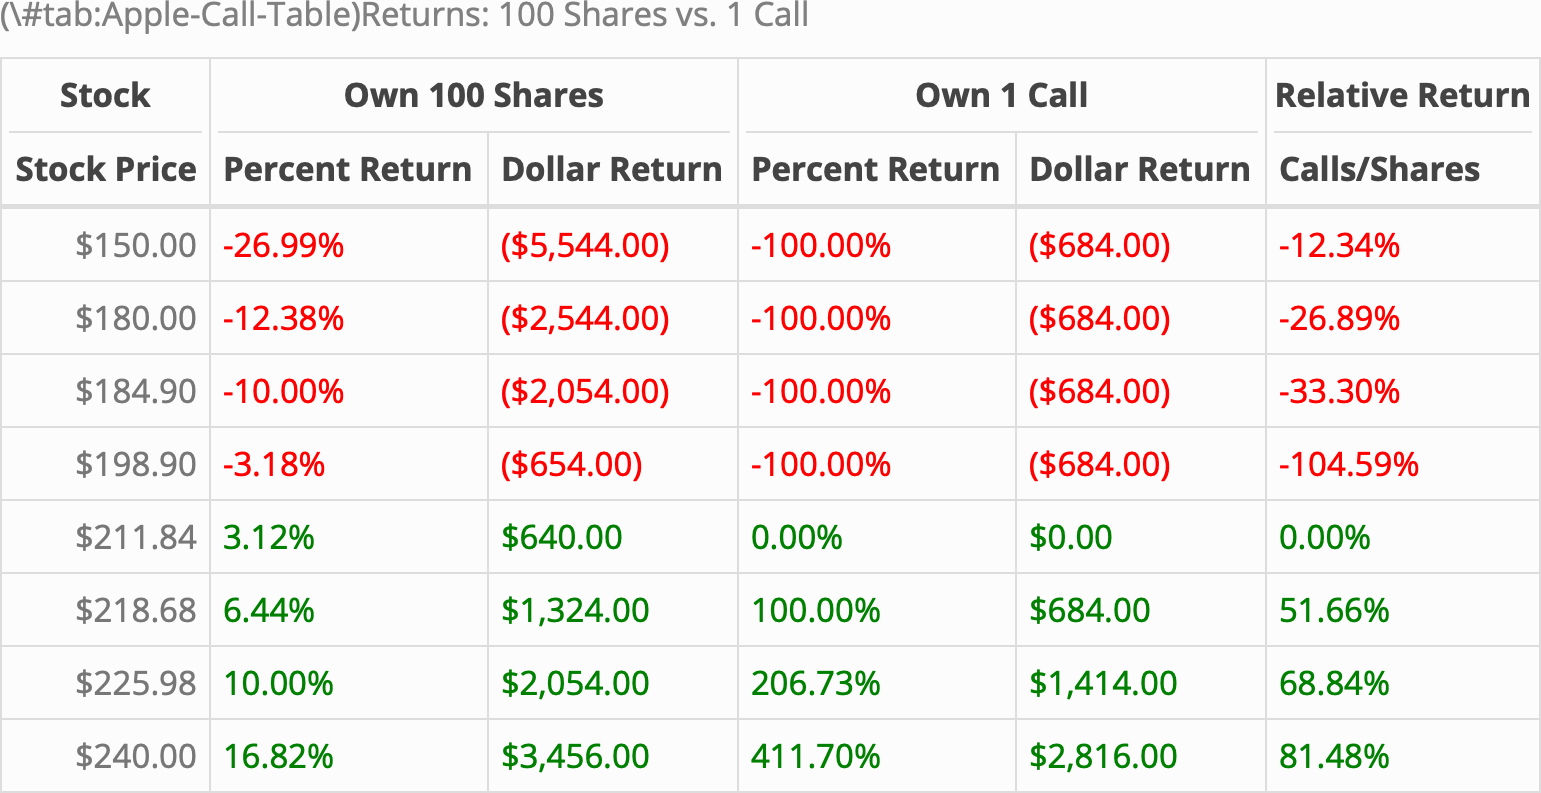 (\#tab:Apple-Call-Table)Returns: 100 Shares vs. 1 Call
Stock Own 100 Shares Own 1 Call Relative Return
Stock Price Percent Return Dollar Return Percent Return Dollar Return Calls/Shares
$150.00 -26.99% ($5,544.00) -100.00% ($684.00) -12.34%
$180.00 -12.38% ($2,544.00) -100.00% ($684.00) -26.89%
$184.90 -10.00% ($2,054.00) -100.00% ($684.00) -33.30%
$198.90 -3.18% ($654.00) -100.00% ($684.00) -104.59%
$211.84 3.12% $640.00 0.00% $0.00 0.00%
$218.68 6.44% $1,324.00 100.00% $684.00 51.66%
$225.98 10.00% $2,054.00 206.73% $1,414.00 68.84%
$240.00 16.82% $3,456.00 411.70% $2,816.00 81.48%